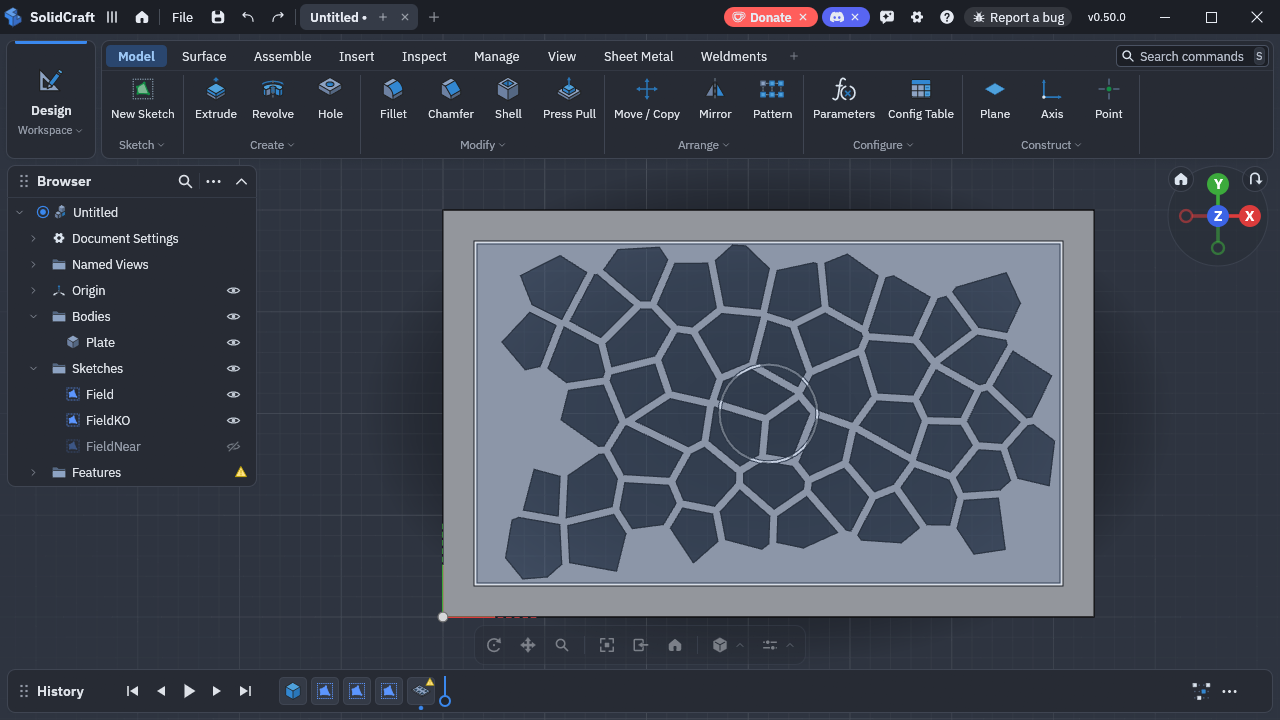 SolidCraft
File
Untitled •
Donate
Report a bug
v0.50.0
Design
Workspace
Model
Surface
Assemble
Insert
Inspect
Manage
View
Sheet Metal
Weldments
Search commands
S
New Sketch
Extrude
Revolve
Hole
Fillet
Chamfer
Shell
Press Pull
Move / Copy
Mirror
Pattern
Parameters
Config Table
Plane
Axis
Point
Sketch
Create
Modify
Arrange
Configure
Construct
Browser
Untitled
Document Settings
Named Views
Origin
Bodies
Plate
Sketches
Field
FieldKO
FieldNear
Features
Y
Z
X
History